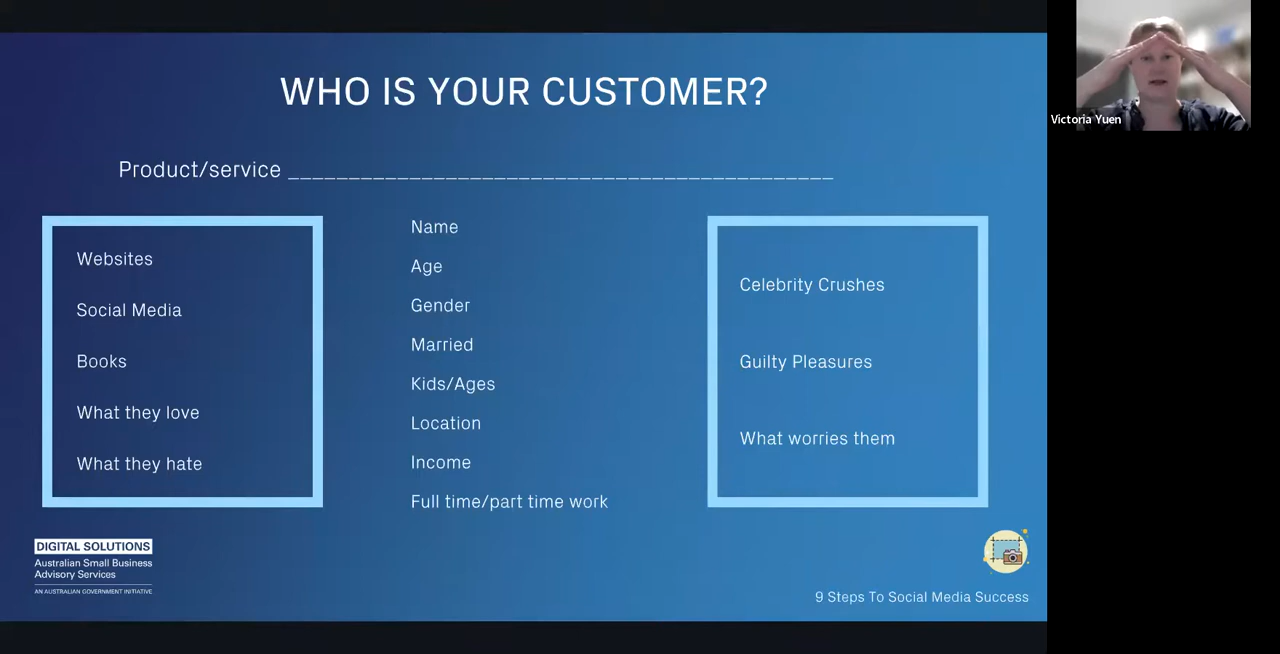 WHO IS YOUR CUSTOMER?
Victoria Yuen
Product/service _____________________________________________
Websites
Social Media
Books
What they love
What they hate
Name
Age
Gender
Married
Kids/Ages
Location
Income
Full time/part time work
Celebrity Crushes
Guilty Pleasures
What worries them
DIGITAL SOLUTIONS
Australian Small Business
Advisory Services
AN AUSTRALIAN GOVERNMENT INITIATIVE
9 Steps To Social Media Success